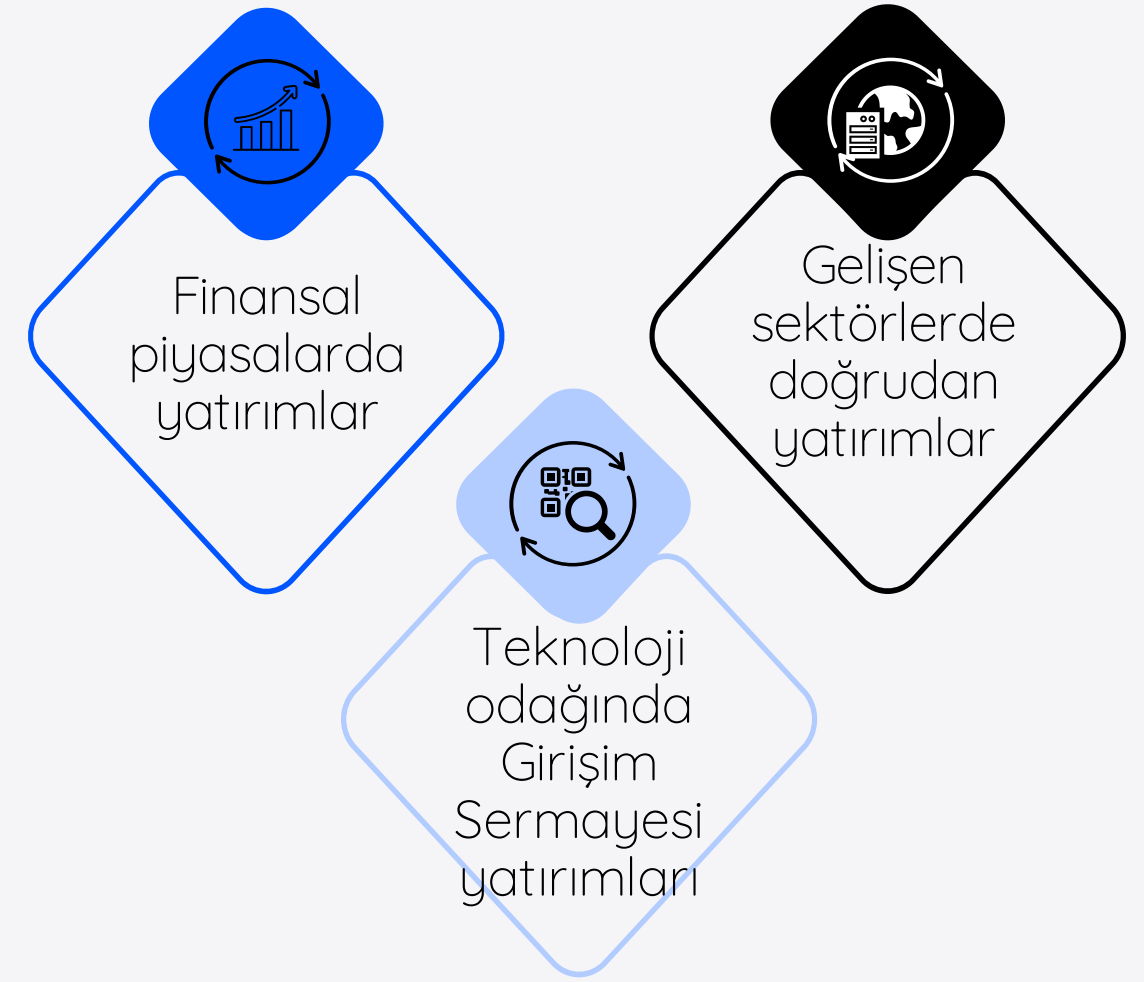 Finansal
piyasalarda
yatırımlar
Gelişen
sektörlerde
doğrudan
yatırımlar
Teknoloji
odağında
Girişim
Sermayesi
yatırımları